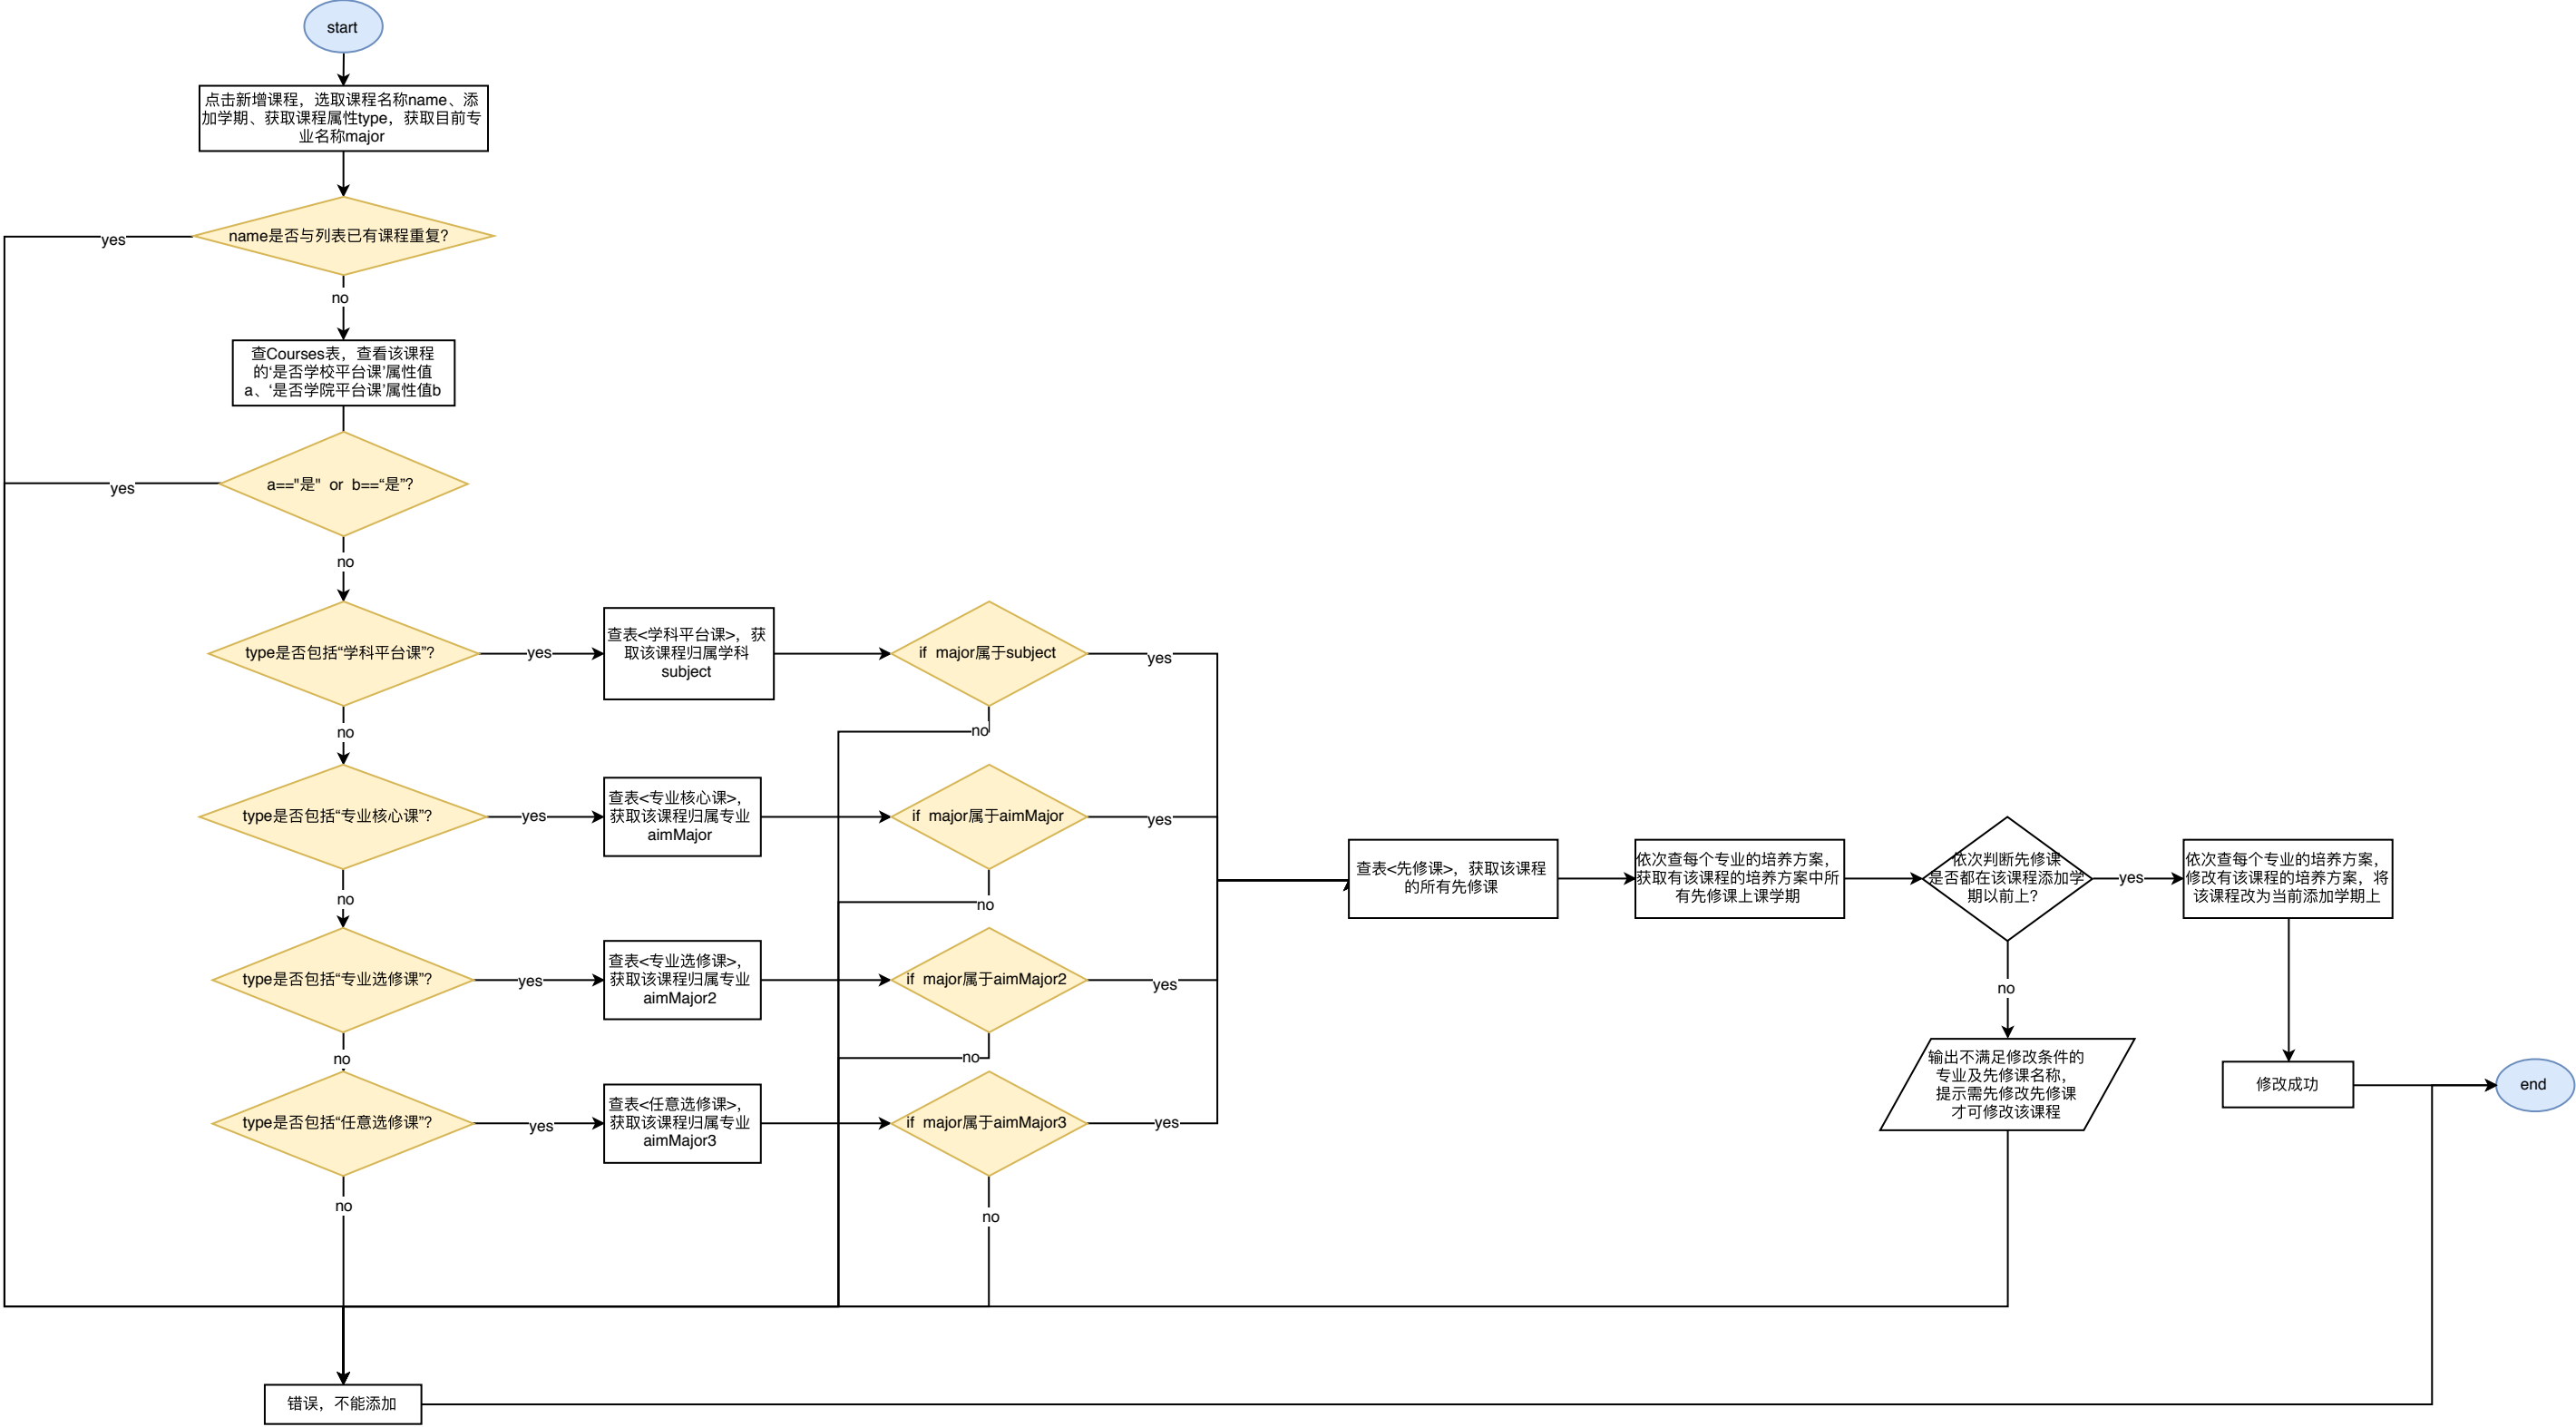 start
点击新增课程，选取课程名称name、添
加学期、获取课程属性type，获取目前专
业名称major
name是否与列表已有课程重复?
yes
no
查Courses表，查看该课程
的‘是否学校平台课’属性值
a、‘是否学院平台课’属性值b
a=="是"  or  b==“是”?
yes
no
type是否包括“学科平台课”?
yes
查表<学科平台课>，获
取该课程归属学科
subject
if  major属于subject
yes
no
no
type是否包括“专业核心课”?
yes
查表<专业核心课>，
获取该课程归属专业
aimMajor
if  major属于aimMajor
yes
no
no
type是否包括“专业选修课”?
yes
查表<专业选修课>，
获取该课程归属专业
aimMajor2
if  major属于aimMajor2
yes
no
no
type是否包括“任意选修课”?
yes
查表<任意选修课>，
获取该课程归属专业
aimMajor3
if  major属于aimMajor3
yes
no
no
查表<先修课>，获取该课程
的所有先修课
依次查每个专业的培养方案，
获取有该课程的培养方案中所
有先修课上课学期
依次判断先修课
是否都在该课程添加学
期以前上?
yes
依次查每个专业的培养方案，
修改有该课程的培养方案，将
该课程改为当前添加学期上
no
输出不满足修改条件的
专业及先修课名称，
提示需先修改先修课
才可修改该课程
修改成功
end
错误，不能添加